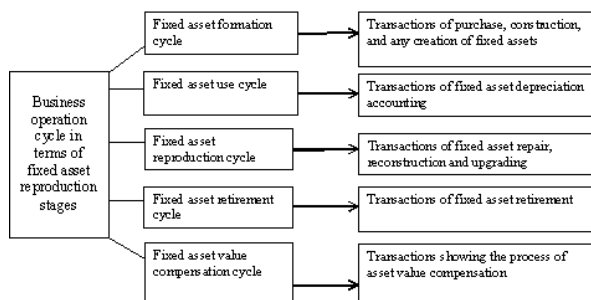 Business
operation
cycle in
terms of
fixed asset
reproduction
stages
Fixed asset formation
cycle
Transactions of purchase, construction,
and any creation of fixed assets
Fixed asset use cycle
Transactions of fixed asset depreciation
accounting
Fixed asset
reproduction cycle
Transactions of fixed asset repair,
reconstruction and upgrading
Fixed asset retirement
cycle
Transactions of fixed asset retirement
Fixed asset value
compensation cycle
Transactions showing the process of
asset value compensation